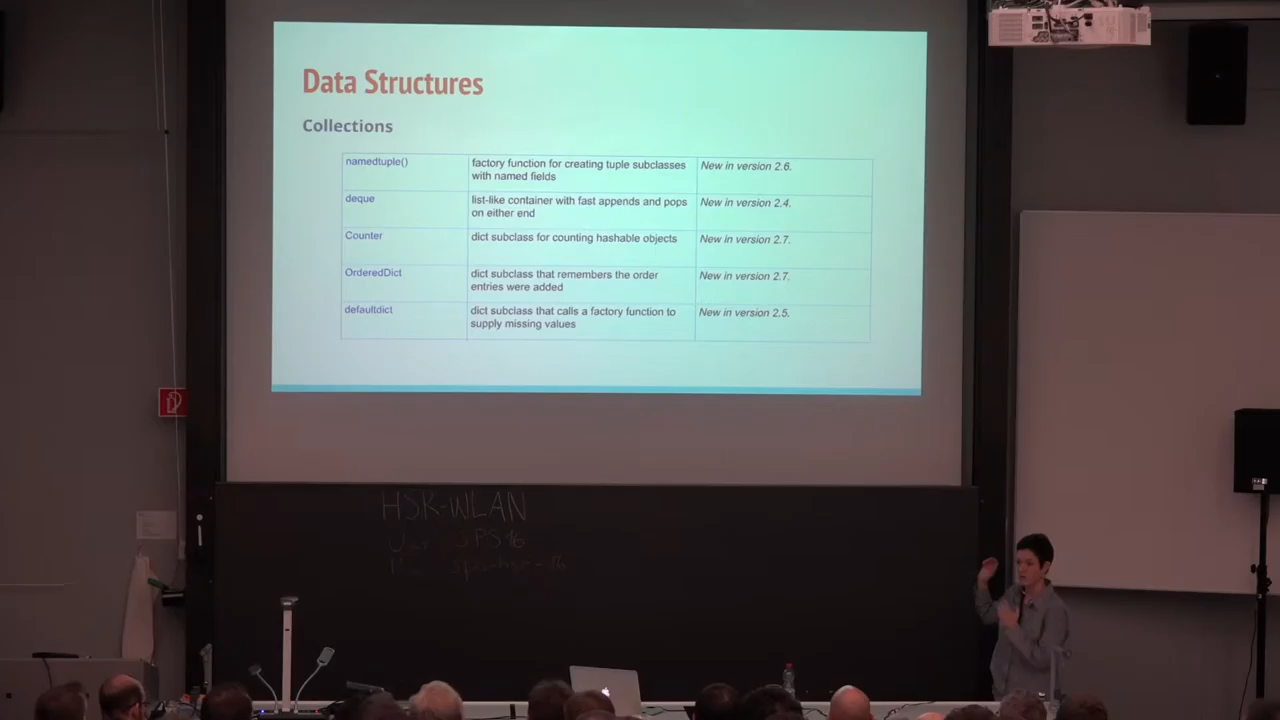 Data Structures
Collections
namedtuple() factory function for creating tuple subclasses New in version 2.6.
with named fields
deque list-like container with fast appends and pops New in version 2.4.
on either end
Counter dict subclass for counting hashable objects New in version 2.7.
OrderedDict dict subclass that remembers the order New in version 2.7.
entries were added
defaultdict dict subclass that calls a factory function to New in version 2.5.
supply missing values
HSK-WLAN
SPS16